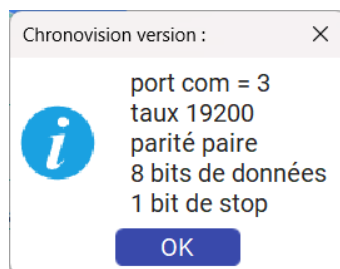 Chronovision version :
port com = 3
taux 19200
parité paire
8 bits de données
1 bit de stop
OK